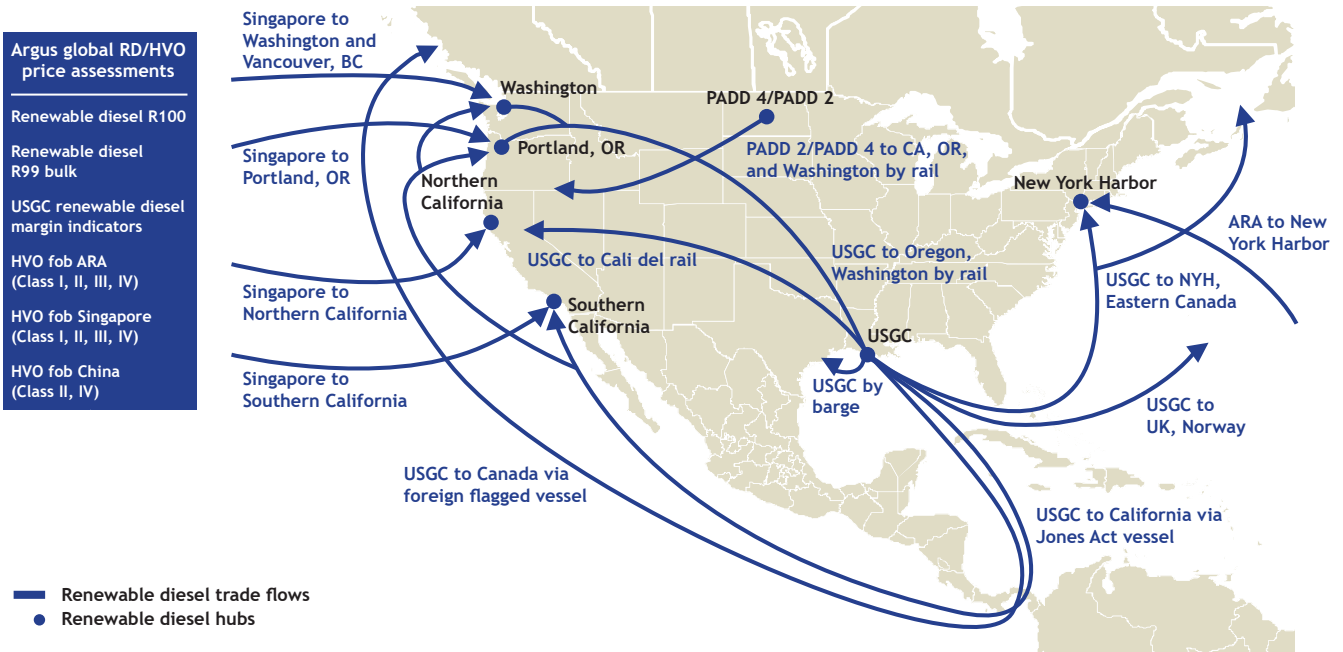 Argus global RD/HVO
price assessments
Renewable diesel R100
Renewable diesel
R99 bulk
USGC renewable diesel
margin indicators
HVO fob ARA
(Class I, II, III, IV)
HVO fob Singapore
(Class I, II, III, IV)
HVO fob China
(Class II, IV)
Singapore to
Washington and
Vancouver, BC
Washington
PADD 4/PADD 2
Portland, OR
Singapore to
Portland, OR
PADD 2/PADD 4 to CA, OR,
and Washington by rail
Northern
California
New York Harbor
ARA to New
York Harbor
USGC to Cali del rail
USGC to Oregon,
Washington by rail
USGC to NYH,
Eastern Canada
Singapore to
Northern California
Southern
California
USGC
Singapore to
Southern California
USGC by
barge
USGC to
UK, Norway
USGC to Canada via
foreign flagged vessel
USGC to California via
Jones Act vessel
Renewable diesel trade flows
Renewable diesel hubs